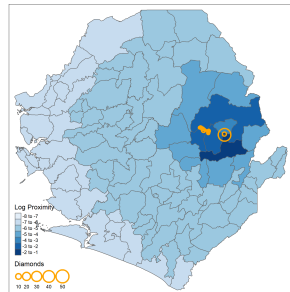 Log Proximity
-8 to -7
-7 to -6
-6 to -5
-5 to -4
-4 to -3
-3 to -2
-2 to -1
Diamonds
10 20 30 40 50